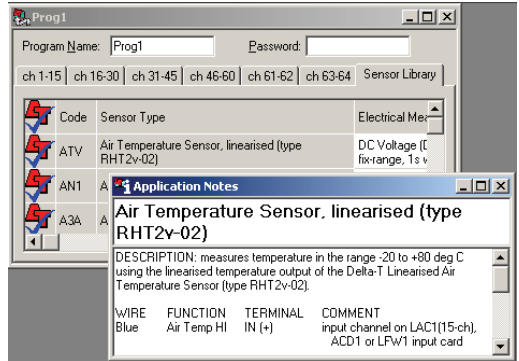 Prog1
Program Name: Prog1 Password:
ch 1-15 ch 16-30 ch 31-45 ch 46-60 ch 61-62 ch 63-64 Sensor Library
Code Sensor Type Electrical Mea
ATV Air Temperature Sensor, linearised (type RHT2v-02) DC Voltage (D
fix-range, 1s
AN1 A
A3A A
Application Notes
Air Temperature Sensor, linearised (type
RHT2v-02)
DESCRIPTION: measures temperature in the range -20 to +80 deg C
using the linearised temperature output of the Delta-T Linearised Air
Temperature Sensor (type RHT2v-02).
WIRE FUNCTION TERMINAL COMMENT
Blue Air Temp HI IN (+) input channel on LAC1(15-ch),
ACD1 or LFW1 input card